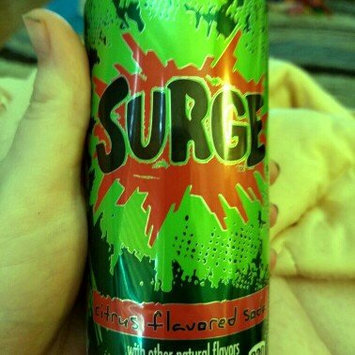 SURGE
citrus flavored
with other natural flavors